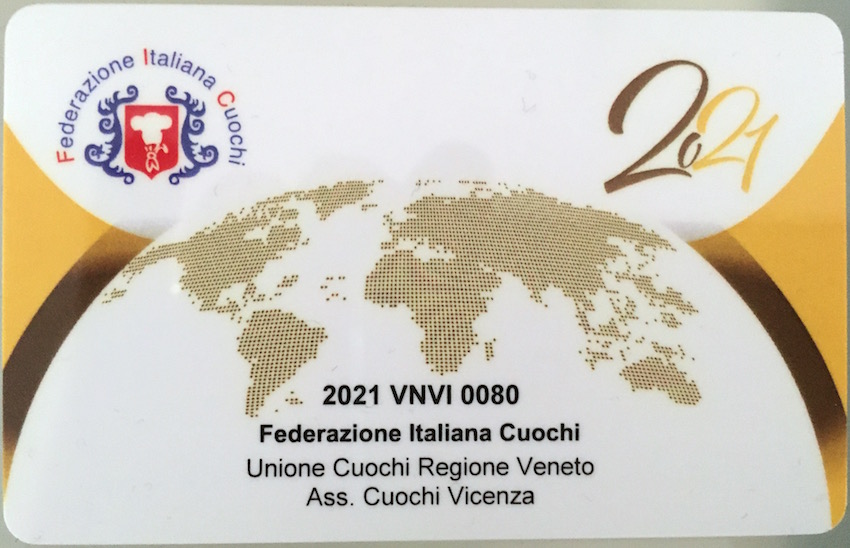 Federazione Italiana Cuochi
2021
2021 VNVI 0080
Federazione Italiana Cuochi
Unione Cuochi Regione Veneto
Ass. Cuochi Vicenza